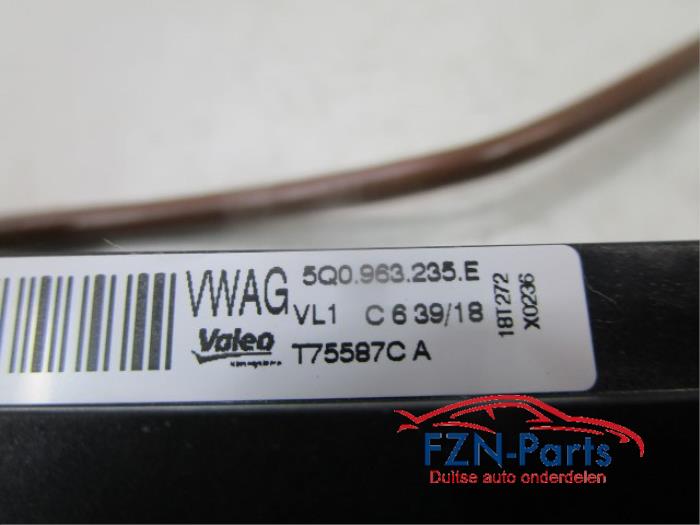 VWAG 5Q0.963.235.E
VL1 C 6 39/18
Valeo T75587C A
18T272
X0236
FZN-Parts
Duitse auto onderdelen